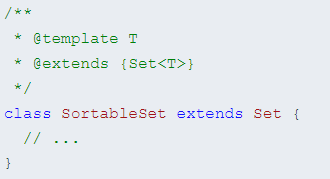 /**
 * @template T
 * @extends {Set<T>}
 */
class SortableSet extends Set {
  // ...
}